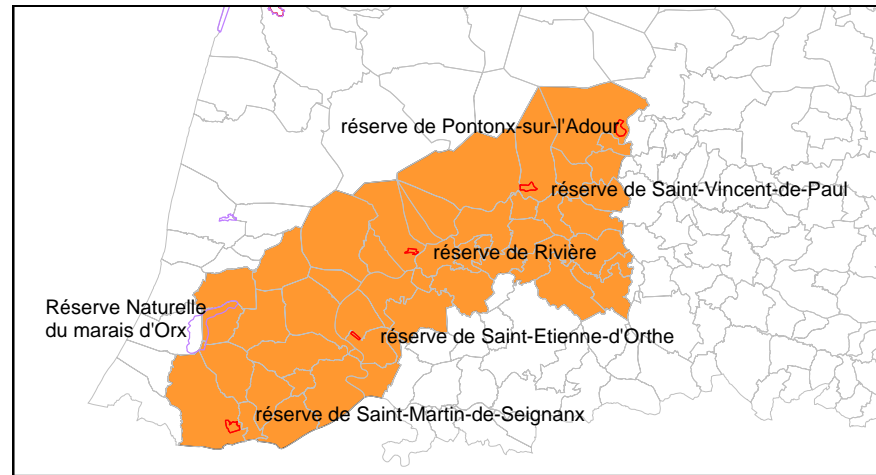 réserve de Pontonx-sur-l'Adour
réserve de Saint-Vincent-de-Paul
réserve de Rivière
Réserve Naturelle
du marais d'Orx
réserve de Saint-Etienne-d'Orthe
réserve de Saint-Martin-de-Seignanx